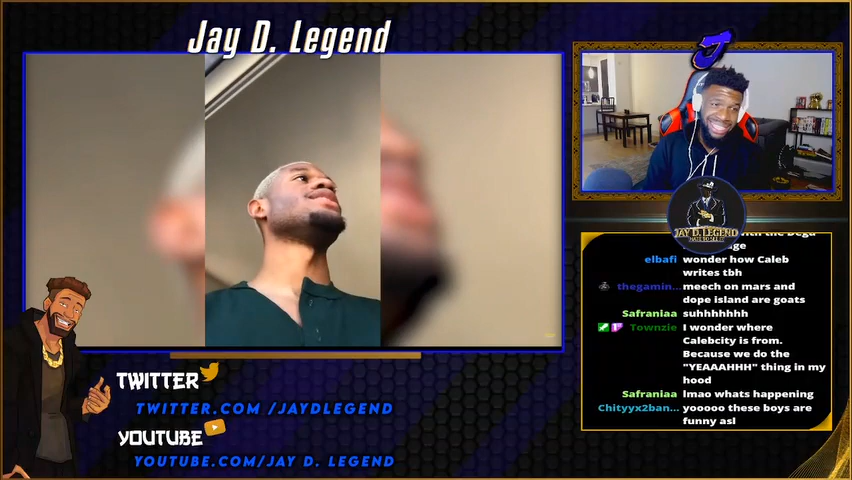 Jay D. Legend
J
JAY D. LEGEND
elbafi wonder how Caleb
writes tbh
thegamin... meech on mars and
dope island are goats
Safraniaa suhhhhhhh
Townzie I wonder where
Calebcity is from.
Because we do the
"YEAAAHHH" thing in my
hood
Safraniaa lmao whats happening
Chityyx2ban... yooooo these boys are
funny asl
TWITTER
TWITTER.COM /JAYDLEGEND
YOUTUBE
YOUTUBE.COM/JAY D. LEGEND